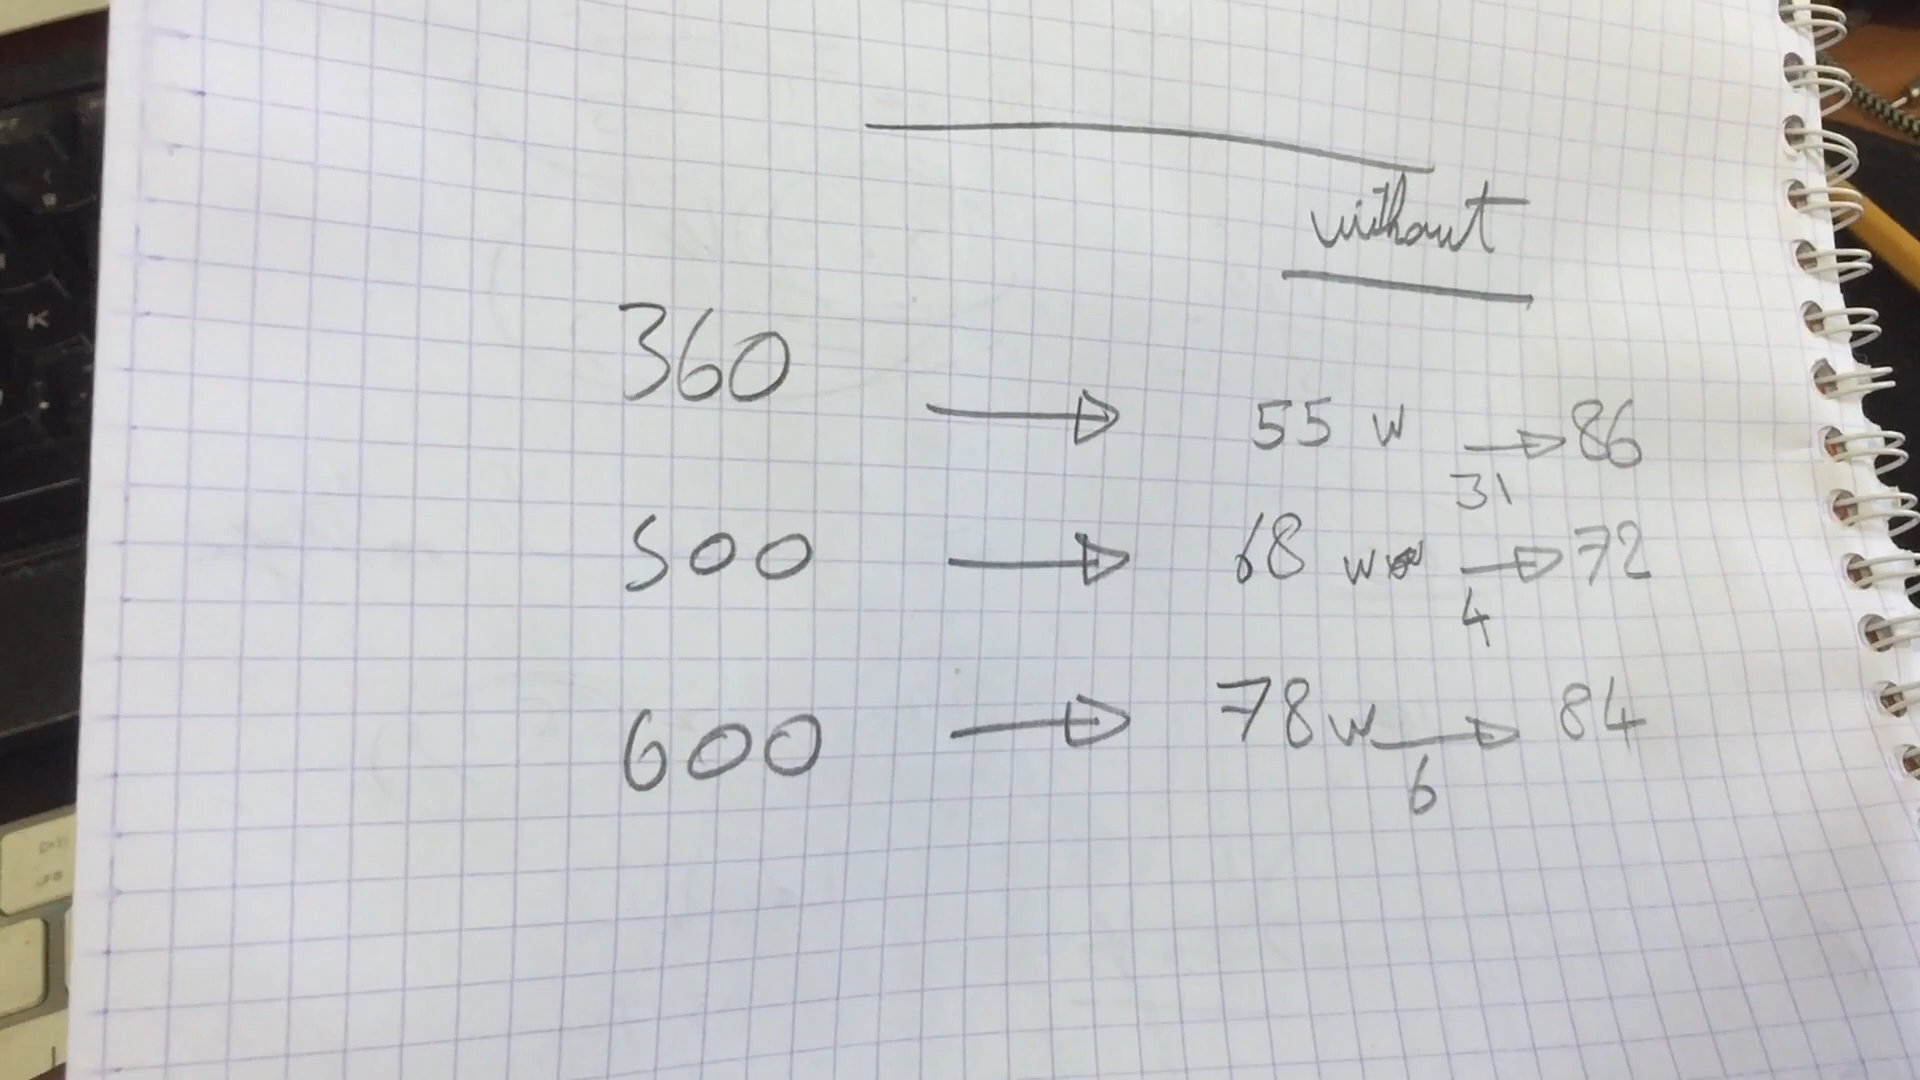 without
360 → 55 w → 86
31
500 → 68 w → 72
4
600 → 78 w → 84
6
K